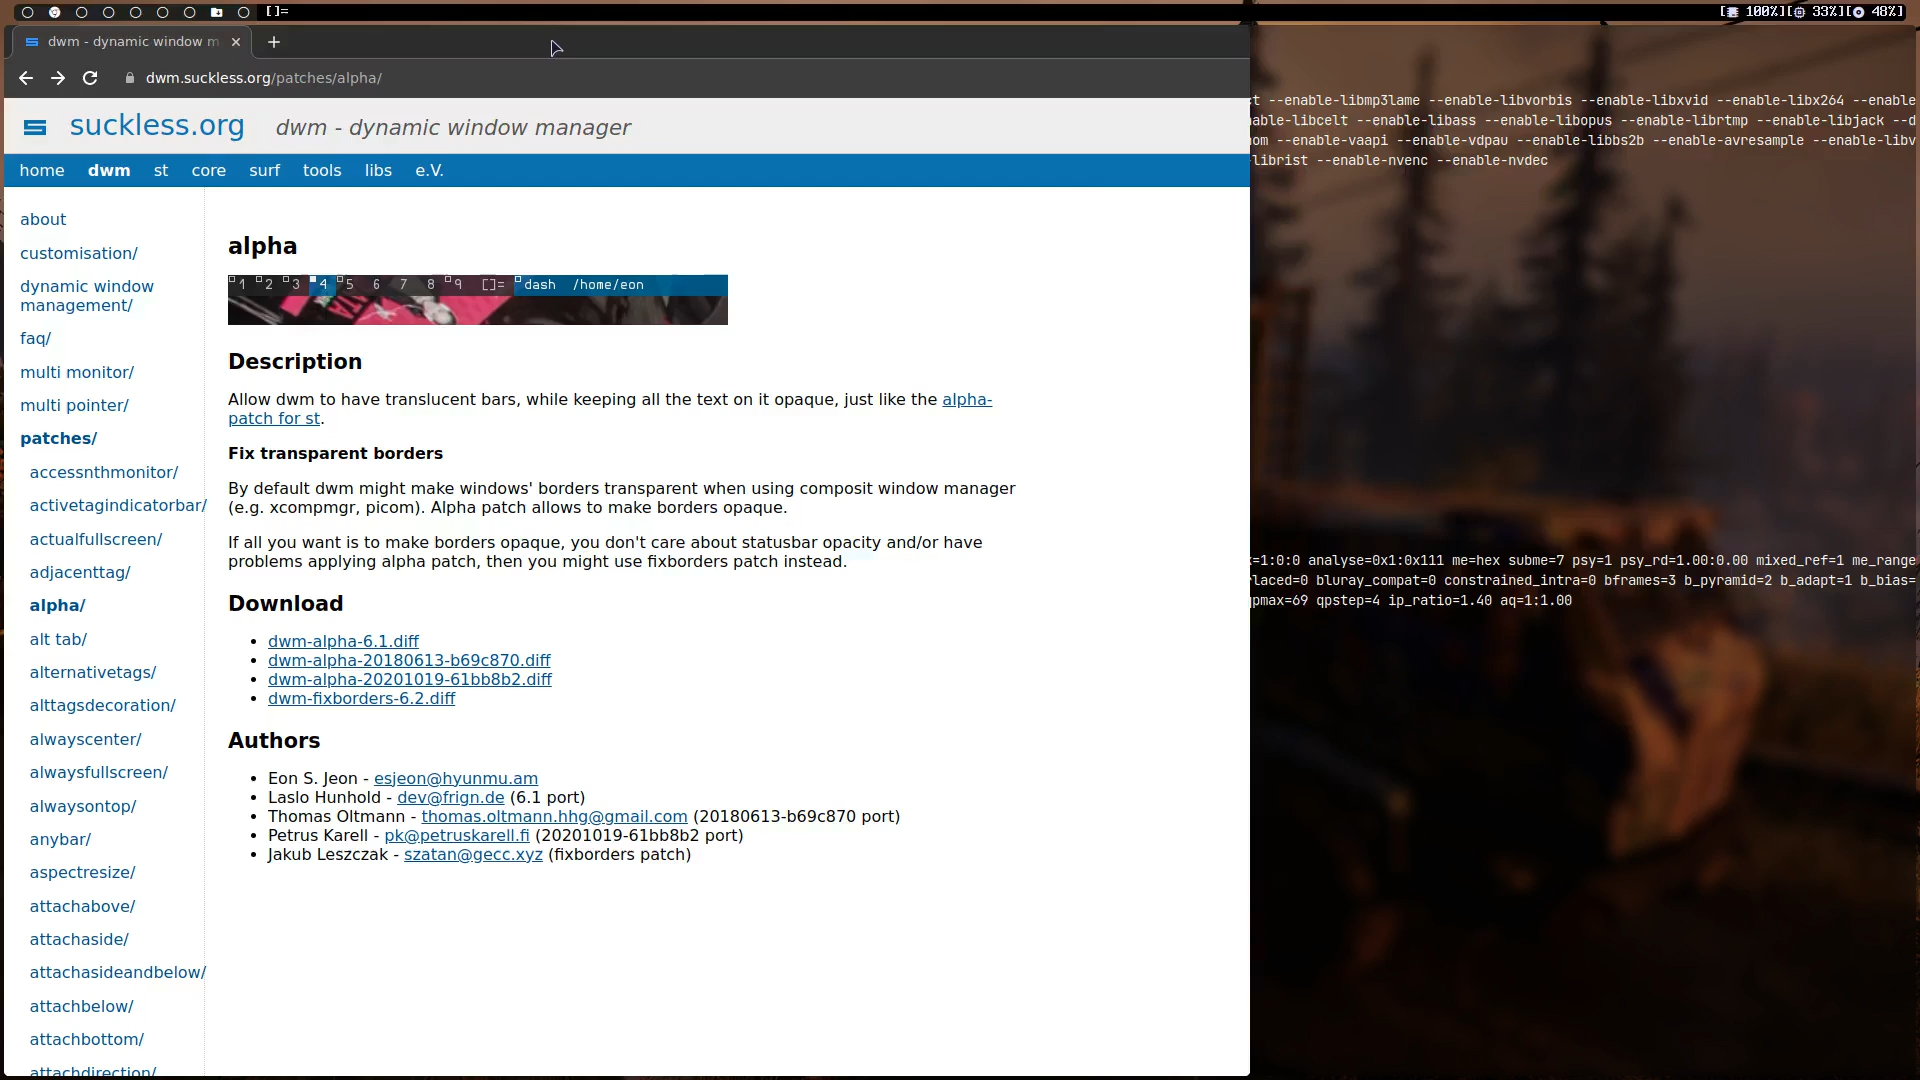 []=
[ 100%][ 33%][ 48%]
dwm - dynamic window m
dwm.suckless.org/patches/alpha/
suckless.org dwm - dynamic window manager
home dwm st core surf tools libs e.V.
about
customisation/
dynamic window
management/
faq/
multi monitor/
multi pointer/
patches/
accessnthmonitor/
activetagindicatorbar/
actualfullscreen/
adjacenttag/
alpha/
alt tab/
alternativetags/
alttagsdecoration/
alwayscenter/
alwaysfullscreen/
alwaysontop/
anybar/
aspectresize/
attachabove/
attachaside/
attachasideandbelow/
attachbelow/
attachbottom/
attachdirection/
alpha
1 2 3 4 5 6 7 8 9 []= dash /home/eon
Description
Allow dwm to have translucent bars, while keeping all the text on it opaque, just like the alpha-
patch for st.
Fix transparent borders
By default dwm might make windows' borders transparent when using composit window manager
(e.g. xcompmgr, picom). Alpha patch allows to make borders opaque.
If all you want is to make borders opaque, you don't care about statusbar opacity and/or have
problems applying alpha patch, then you might use fixborders patch instead.
Download
• dwm-alpha-6.1.diff
• dwm-alpha-20180613-b69c870.diff
• dwm-alpha-20201019-61bb8b2.diff
• dwm-fixborders-6.2.diff
Authors
• Eon S. Jeon - esjeon@hyunmu.am
• Laslo Hunhold - dev@frign.de (6.1 port)
• Thomas Oltmann - thomas.oltmann.hhg@gmail.com (20180613-b69c870 port)
• Petrus Karell - pk@petruskarell.fi (20201019-61bb8b2 port)
• Jakub Leszczak - szatan@gecc.xyz (fixborders patch)
t --enable-libmp3lame --enable-libvorbis --enable-libxvid --enable-libx264 --enable
able-libcelt --enable-libass --enable-libopus --enable-librtmp --enable-libjack --d
om --enable-vaapi --enable-vdpau --enable-libbs2b --enable-avresample --enable-libv
librist --enable-nvenc --enable-nvdec
=1:0:0 analyse=0x1:0x111 me=hex subme=7 psy=1 psy_rd=1.00:0.00 mixed_ref=1 me_range
laced=0 bluray_compat=0 constrained_intra=0 bframes=3 b_pyramid=2 b_adapt=1 b_bias=
pmax=69 qpstep=4 ip_ratio=1.40 aq=1:1.00